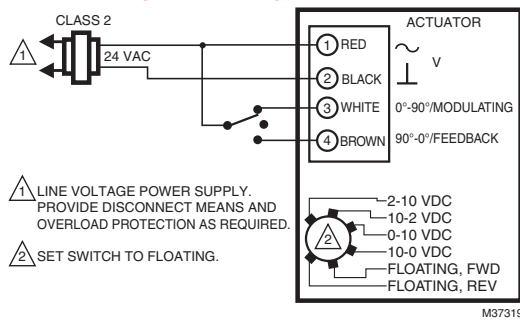 CLASS 2
24 VAC
1
ACTUATOR
1 RED
2 BLACK
3 WHITE
4 BROWN
V
0°-90°/MODULATING
90°-0°/FEEDBACK
1 LINE VOLTAGE POWER SUPPLY.
PROVIDE DISCONNECT MEANS AND
OVERLOAD PROTECTION AS REQUIRED.
2 SET SWITCH TO FLOATING.
2
2-10 VDC
10-2 VDC
0-10 VDC
10-0 VDC
FLOATING, FWD
FLOATING, REV
M37319